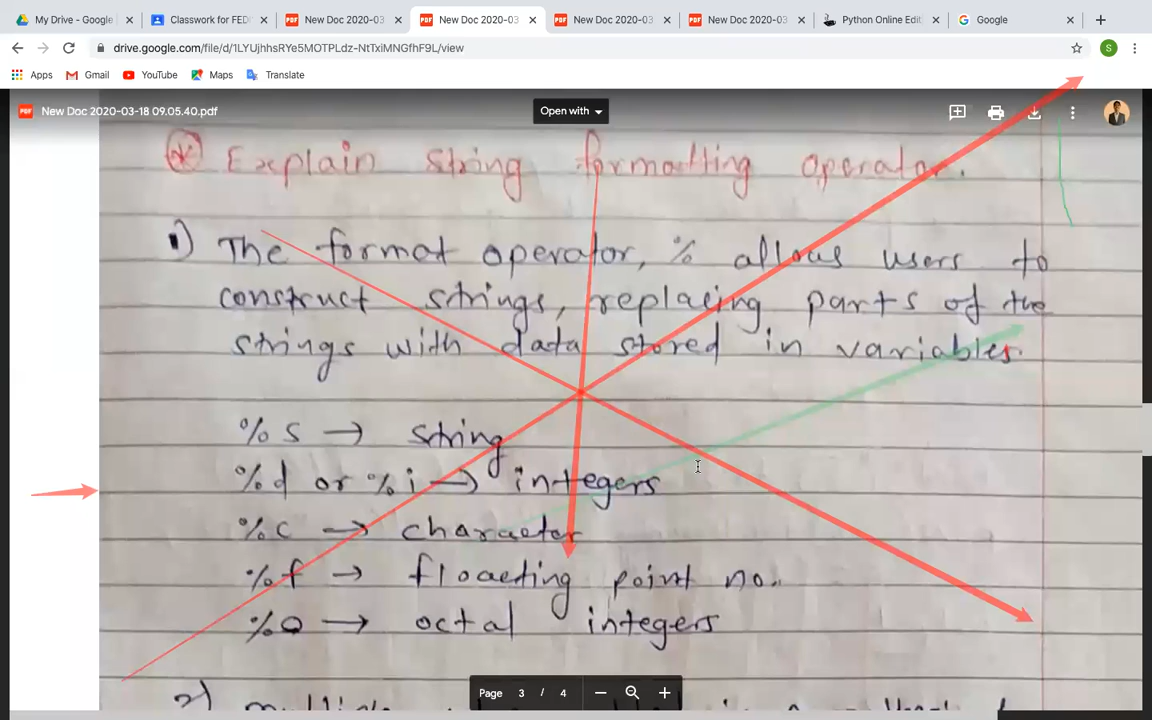 My Drive - Google
Classwork for FED
New Doc 2020-03
New Doc 2020-03
New Doc 2020-03
New Doc 2020-03
Python Online Edit
Google
drive.google.com/file/d/1LYUjhhsRYe5MOTPLdz-NtTxiMNGfhF9L/view
S
Apps
Gmail
YouTube
Maps
Translate
PDF New Doc 2020-03-18 09.05.40.pdf
Open with
Explain string formatting operator.
1) The format operator, % allows users to
construct strings, replacing parts of the
strings with data stored in variables.
%s → string
%d or %i → integers
%c → character
%f → floating point no.
%o → octal integers
2)
Page 3 / 4